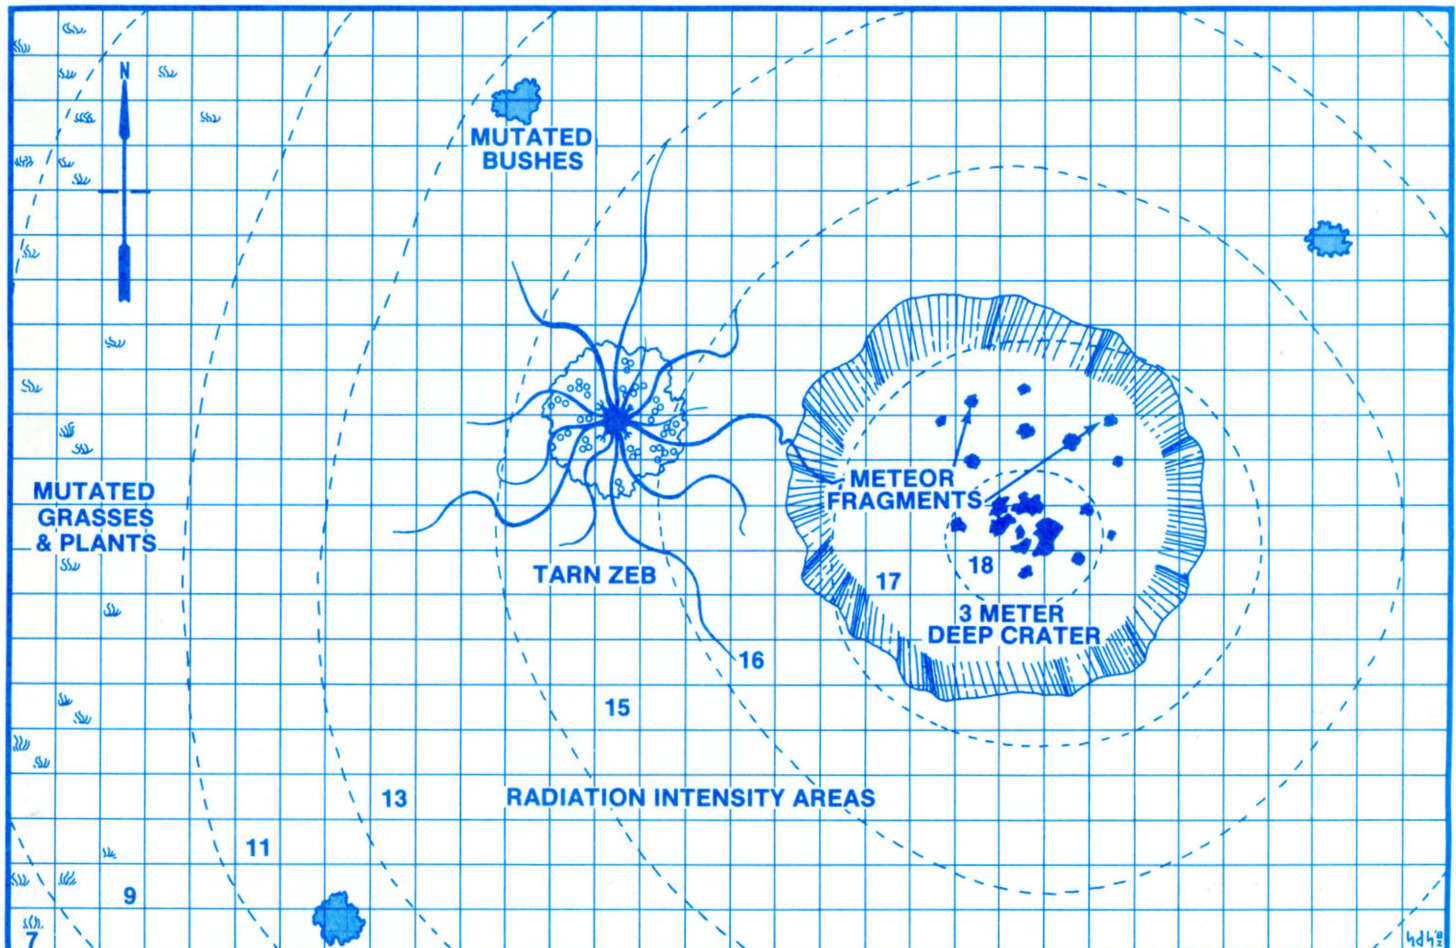 N
MUTATED
BUSHES
METEOR
FRAGMENTS
MUTATED
GRASSES
& PLANTS
TARN ZEB
18
17
3 METER
DEEP CRATER
16
15
13
RADIATION INTENSITY AREAS
11
9
7